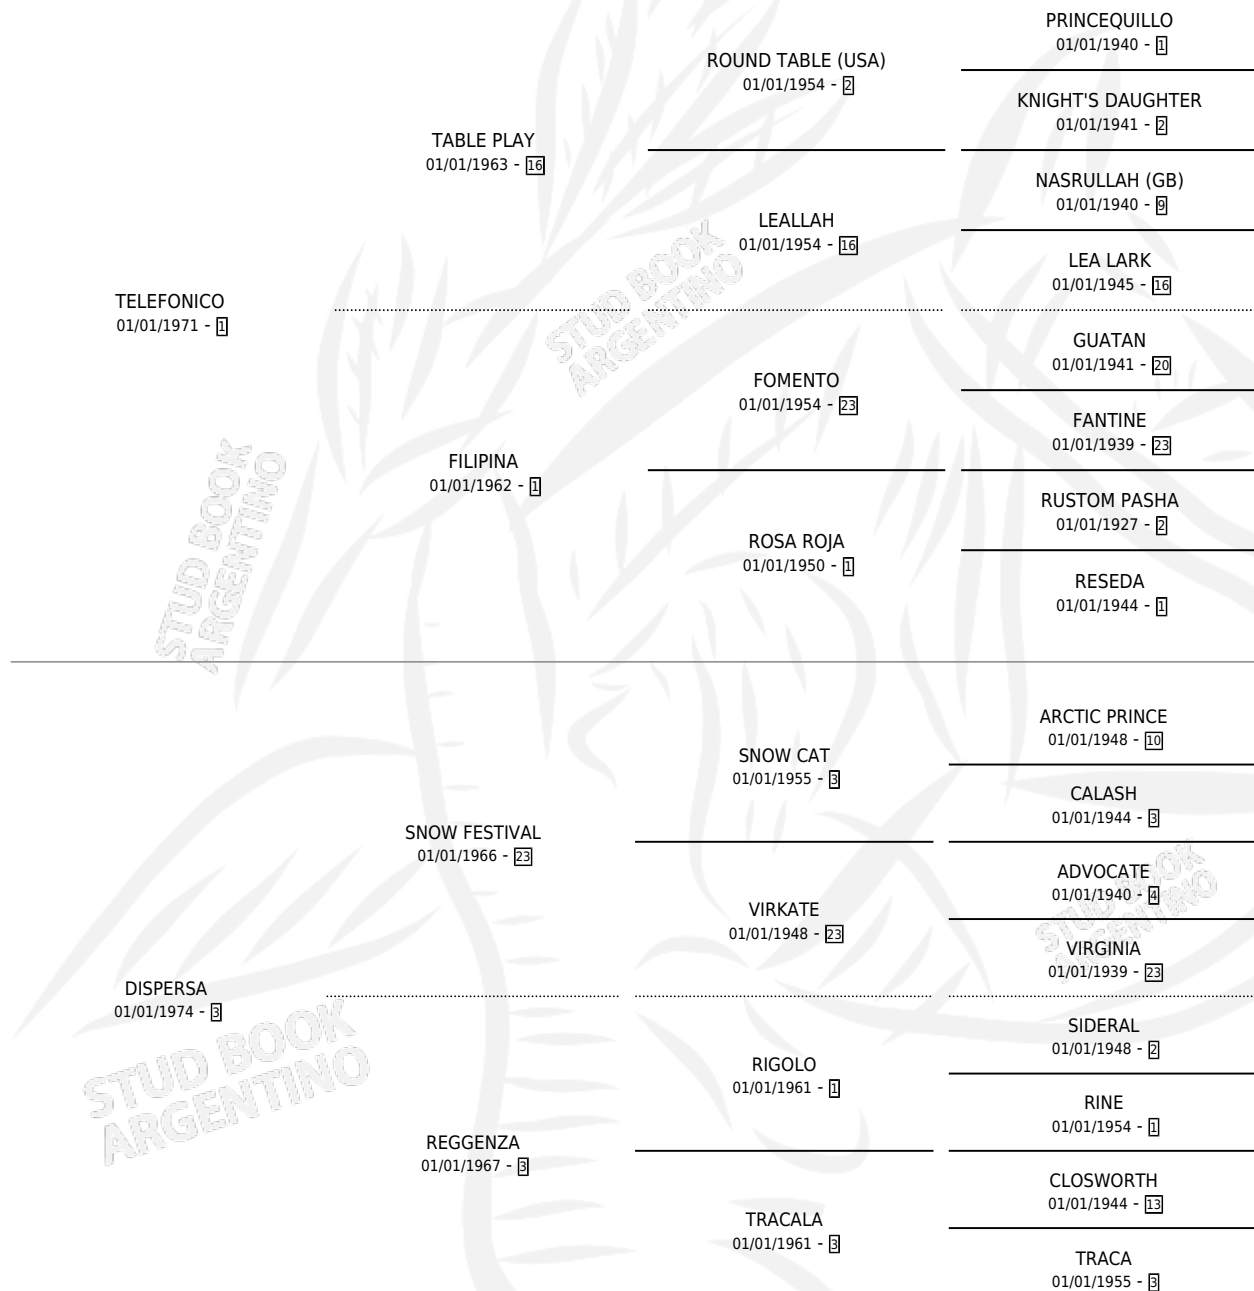 PRINCEQUILLO
01/01/1940 - 1
ROUND TABLE (USA)
01/01/1954 - 2
KNIGHT'S DAUGHTER
01/01/1941 - 2
TABLE PLAY
01/01/1963 - 16
NASRULLAH (GB)
01/01/1940 - 9
LEALLAH
01/01/1954 - 16
LEA LARK
01/01/1945 - 16
TELEFONICO
01/01/1971 - 1
GUATAN
01/01/1941 - 20
FOMENTO
01/01/1954 - 23
FANTINE
01/01/1939 - 23
FILIPINA
01/01/1962 - 1
RUSTOM PASHA
01/01/1927 - 2
ROSA ROJA
01/01/1950 - 1
RESEDA
01/01/1944 - 1
ARCTIC PRINCE
01/01/1948 - 10
SNOW CAT
01/01/1955 - 3
CALASH
01/01/1944 - 3
SNOW FESTIVAL
01/01/1966 - 23
ADVOCATE
01/01/1940 - 4
VIRKATE
01/01/1948 - 23
VIRGINIA
01/01/1939 - 23
DISPERSA
01/01/1974 - 3
SIDERAL
01/01/1948 - 2
RIGOLO
01/01/1961 - 1
RINE
01/01/1954 - 1
REGGENZA
01/01/1967 - 3
CLOSWORTH
01/01/1944 - 13
TRACALA
01/01/1961 - 3
TRACA
01/01/1955 - 3
STUD BOOK
ARGENTINO
STUD BOOK
ARGENTINO
STUD BOOK
ARGENTINO
STUD BOOK
ARGENTINO